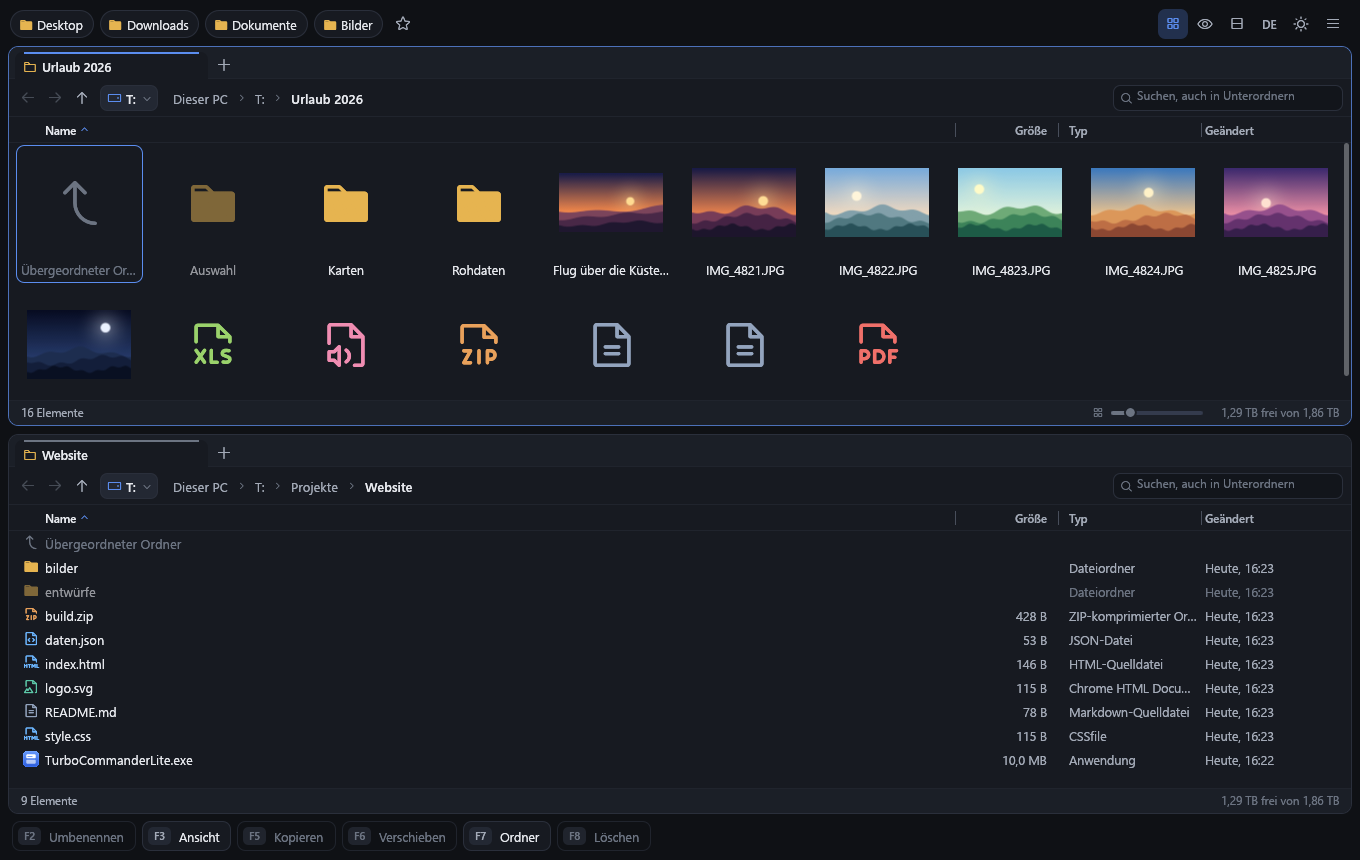 Desktop Downloads Dokumente Bilder DE
Urlaub 2026
T: Dieser PC T: Urlaub 2026 Suchen, auch in Unterordnern
Name Größe Typ Geändert
Übergeordneter Or... Auswahl Karten Rohdaten Flug über die Küste... IMG_4821.JPG IMG_4822.JPG IMG_4823.JPG IMG_4824.JPG IMG_4825.JPG
XLS ZIP PDF
16 Elemente 1,29 TB frei von 1,86 TB
Website
T: Dieser PC T: Projekte Website Suchen, auch in Unterordnern
Name Größe Typ Geändert
Übergeordneter Ordner
bilder Dateiordner Heute, 16:23
entwürfe Dateiordner Heute, 16:23
ZIP build.zip 428 B ZIP-komprimierter Or... Heute, 16:23
daten.json 53 B JSON-Datei Heute, 16:23
HTML index.html 146 B HTML-Quelldatei Heute, 16:23
logo.svg 115 B Chrome HTML Docu... Heute, 16:23
README.md 78 B Markdown-Quelldatei Heute, 16:23
HTML style.css 115 B CSSfile Heute, 16:23
TurboCommanderLite.exe 10,0 MB Anwendung Heute, 16:22
9 Elemente 1,29 TB frei von 1,86 TB
F2 Umbenennen F3 Ansicht F5 Kopieren F6 Verschieben F7 Ordner F8 Löschen